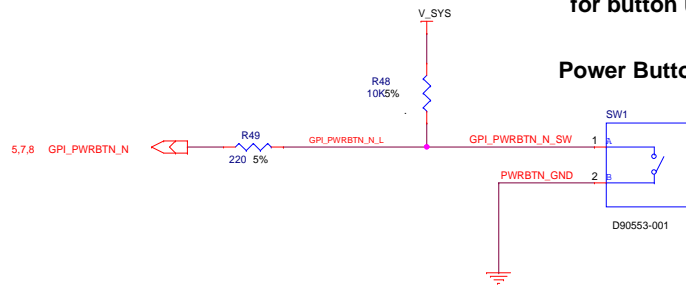 for button
V_SYS
Power Butto
R48
10K5%
SW1
R49
5,7,8 GPI_PWRBTN_N
GPI_PWRBTN_N_L
GPI_PWRBTN_N_SW
1
A
220 5%
PWRBTN_GND
2
B
D90553-001